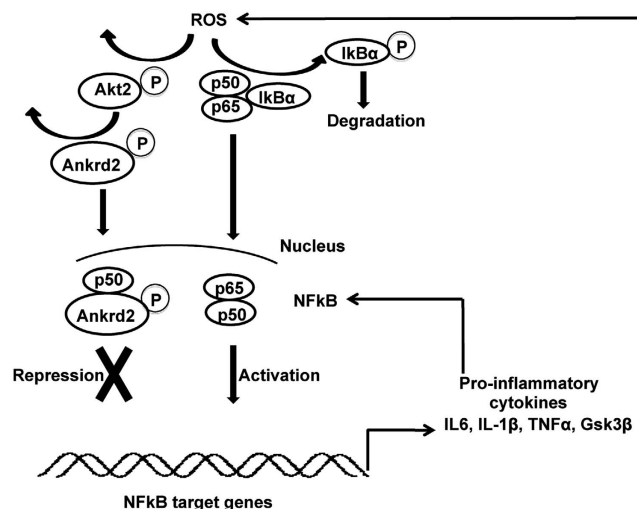 ROS
IkBα
P
Akt2
P
p50
p65
IkBα
Degradation
Ankrd2
P
Nucleus
p50
Ankrd2
P
p65
p50
NFkB
Repression
Activation
Pro-inflammatory
cytokines
IL6, IL-1β, TNFα, Gsk3β
NFkB target genes